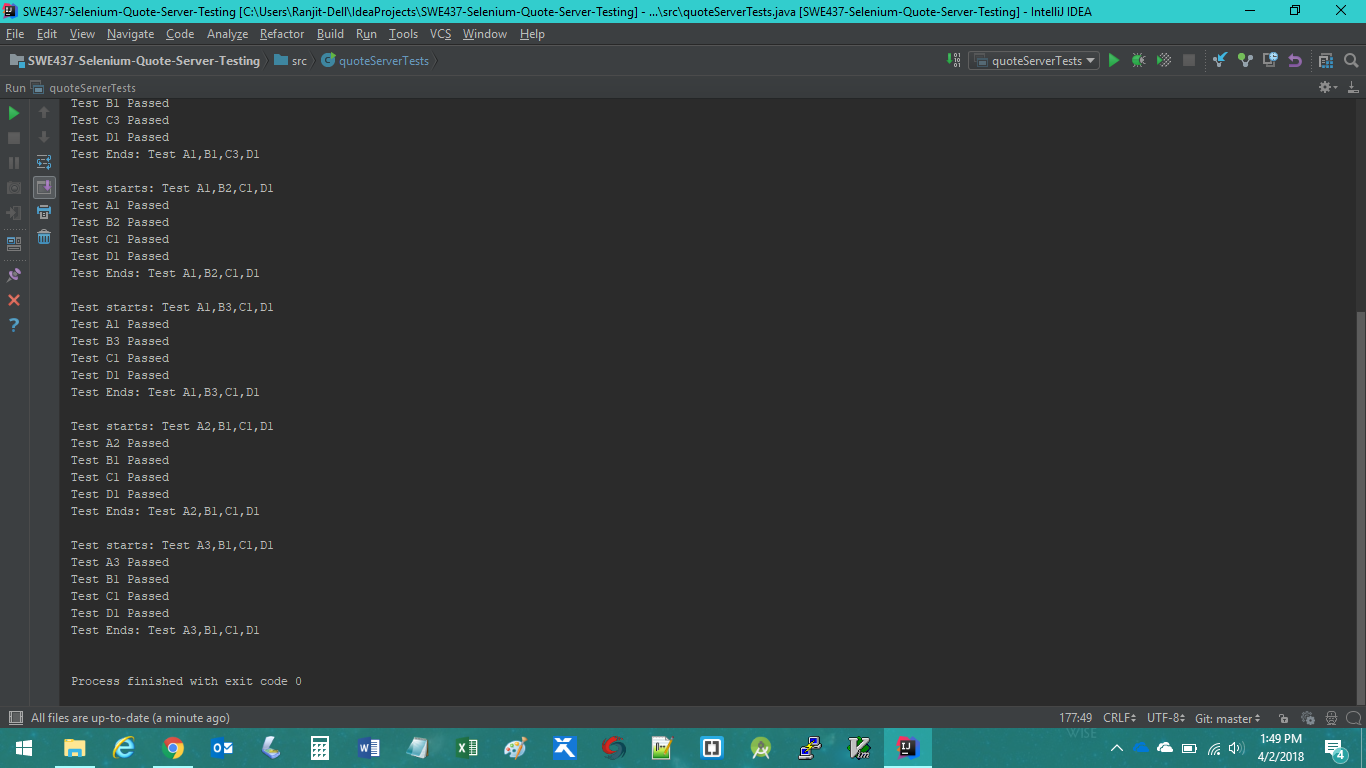 SWE437-Selenium-Quote-Server-Testing [C:\Users\Ranjit-Dell\IdeaProjects\SWE437-Selenium-Quote-Server-Testing] - ...\src\quoteServerTests.java [SWE437-Selenium-Quote-Server-Testing] - IntelliJ IDEA
File Edit View Navigate Code Analyze Refactor Build Run Tools VCS Window Help
SWE437-Selenium-Quote-Server-Testing src quoteServerTests quoteServerTests
Run quoteServerTests
Test B1 Passed
Test C3 Passed
Test D1 Passed
Test Ends: Test A1,B1,C3,D1
Test starts: Test A1,B2,C1,D1
Test A1 Passed
Test B2 Passed
Test C1 Passed
Test D1 Passed
Test Ends: Test A1,B2,C1,D1
Test starts: Test A1,B3,C1,D1
Test A1 Passed
Test B3 Passed
Test C1 Passed
Test D1 Passed
Test Ends: Test A1,B3,C1,D1
Test starts: Test A2,B1,C1,D1
Test A2 Passed
Test B1 Passed
Test C1 Passed
Test D1 Passed
Test Ends: Test A2,B1,C1,D1
Test starts: Test A3,B1,C1,D1
Test A3 Passed
Test B1 Passed
Test C1 Passed
Test D1 Passed
Test Ends: Test A3,B1,C1,D1
Process finished with exit code 0
All files are up-to-date (a minute ago) 177:49 CRLF UTF-8 Git: master
WISE
1:49 PM
4/2/2018
4